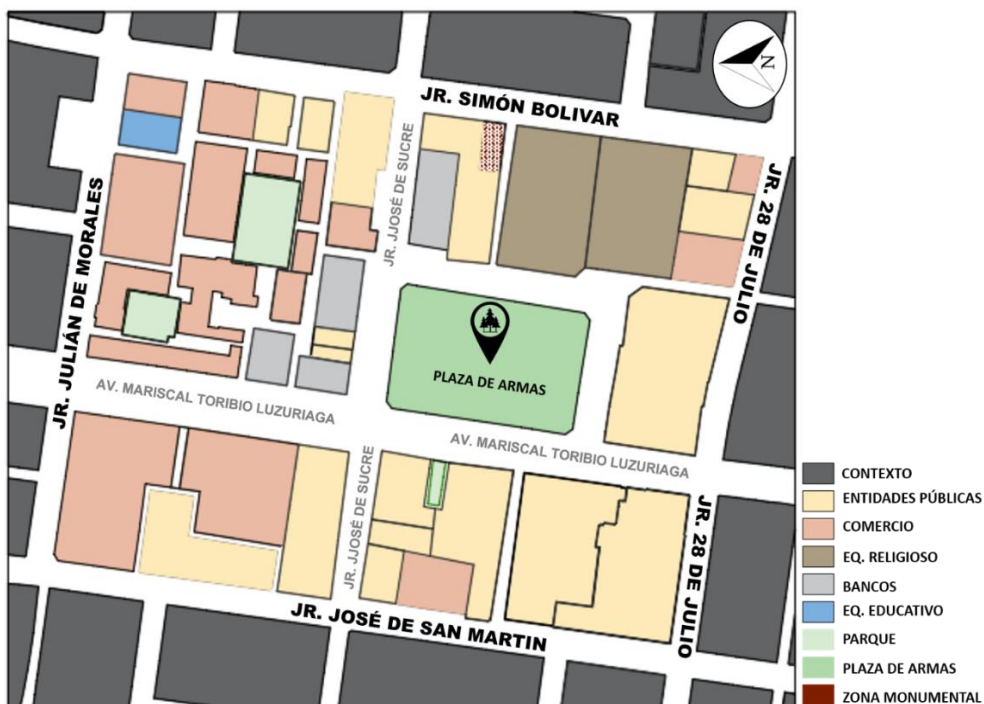 N
JR. SIMÓN BOLIVAR
JR. JJOSÉ DE SUCRE
JR. 28 DE JULIO
JR. JULIÁN DE MORALES
PLAZA DE ARMAS
AV. MARISCAL TORIBIO LUZURIAGA
AV. MARISCAL TORIBIO LUZURIAGA
JR. JJOSÉ DE SUCRE
JR. 28 DE JULIO
JR. JOSÉ DE SAN MARTIN
CONTEXTO
ENTIDADES PÚBLICAS
COMERCIO
EQ. RELIGIOSO
BANCOS
EQ. EDUCATIVO
PARQUE
PLAZA DE ARMAS
ZONA MONUMENTAL